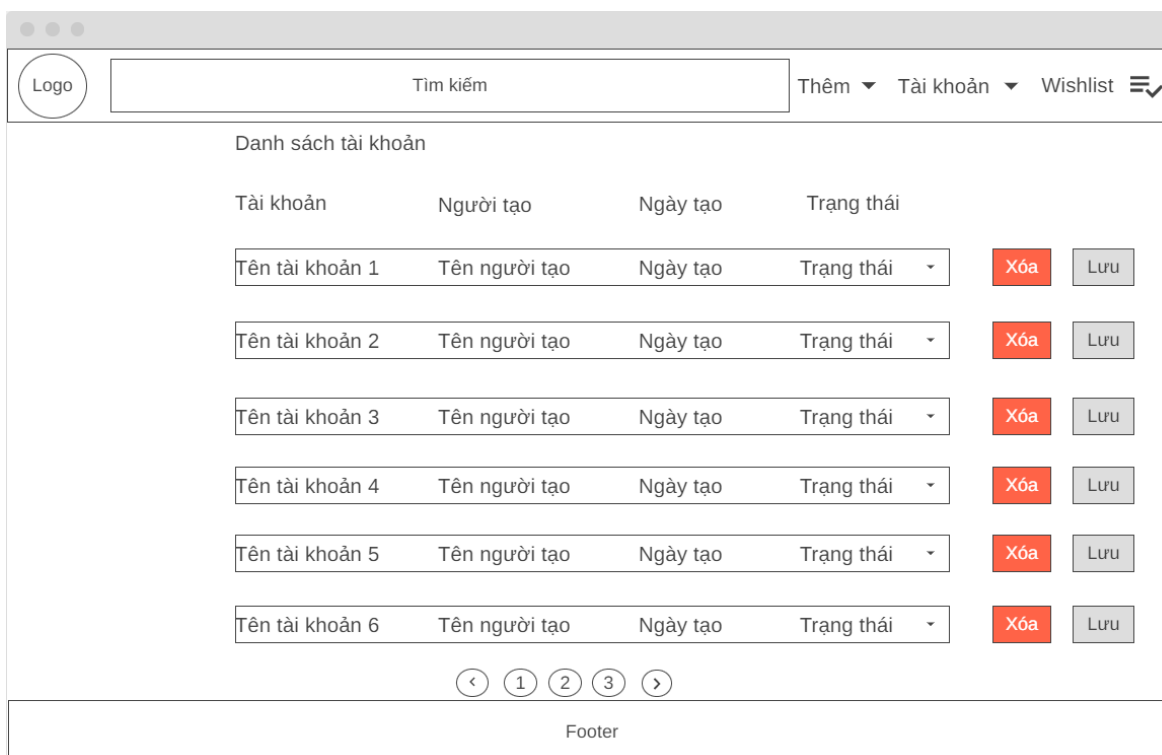 Logo Tìm kiếm Thêm Tài khoản Wishlist
Danh sách tài khoản
Tài khoản Người tạo Ngày tạo Trạng thái
Tên tài khoản 1 Tên người tạo Ngày tạo Trạng thái Xóa Lưu
Tên tài khoản 2 Tên người tạo Ngày tạo Trạng thái Xóa Lưu
Tên tài khoản 3 Tên người tạo Ngày tạo Trạng thái Xóa Lưu
Tên tài khoản 4 Tên người tạo Ngày tạo Trạng thái Xóa Lưu
Tên tài khoản 5 Tên người tạo Ngày tạo Trạng thái Xóa Lưu
Tên tài khoản 6 Tên người tạo Ngày tạo Trạng thái Xóa Lưu
1 2 3
Footer